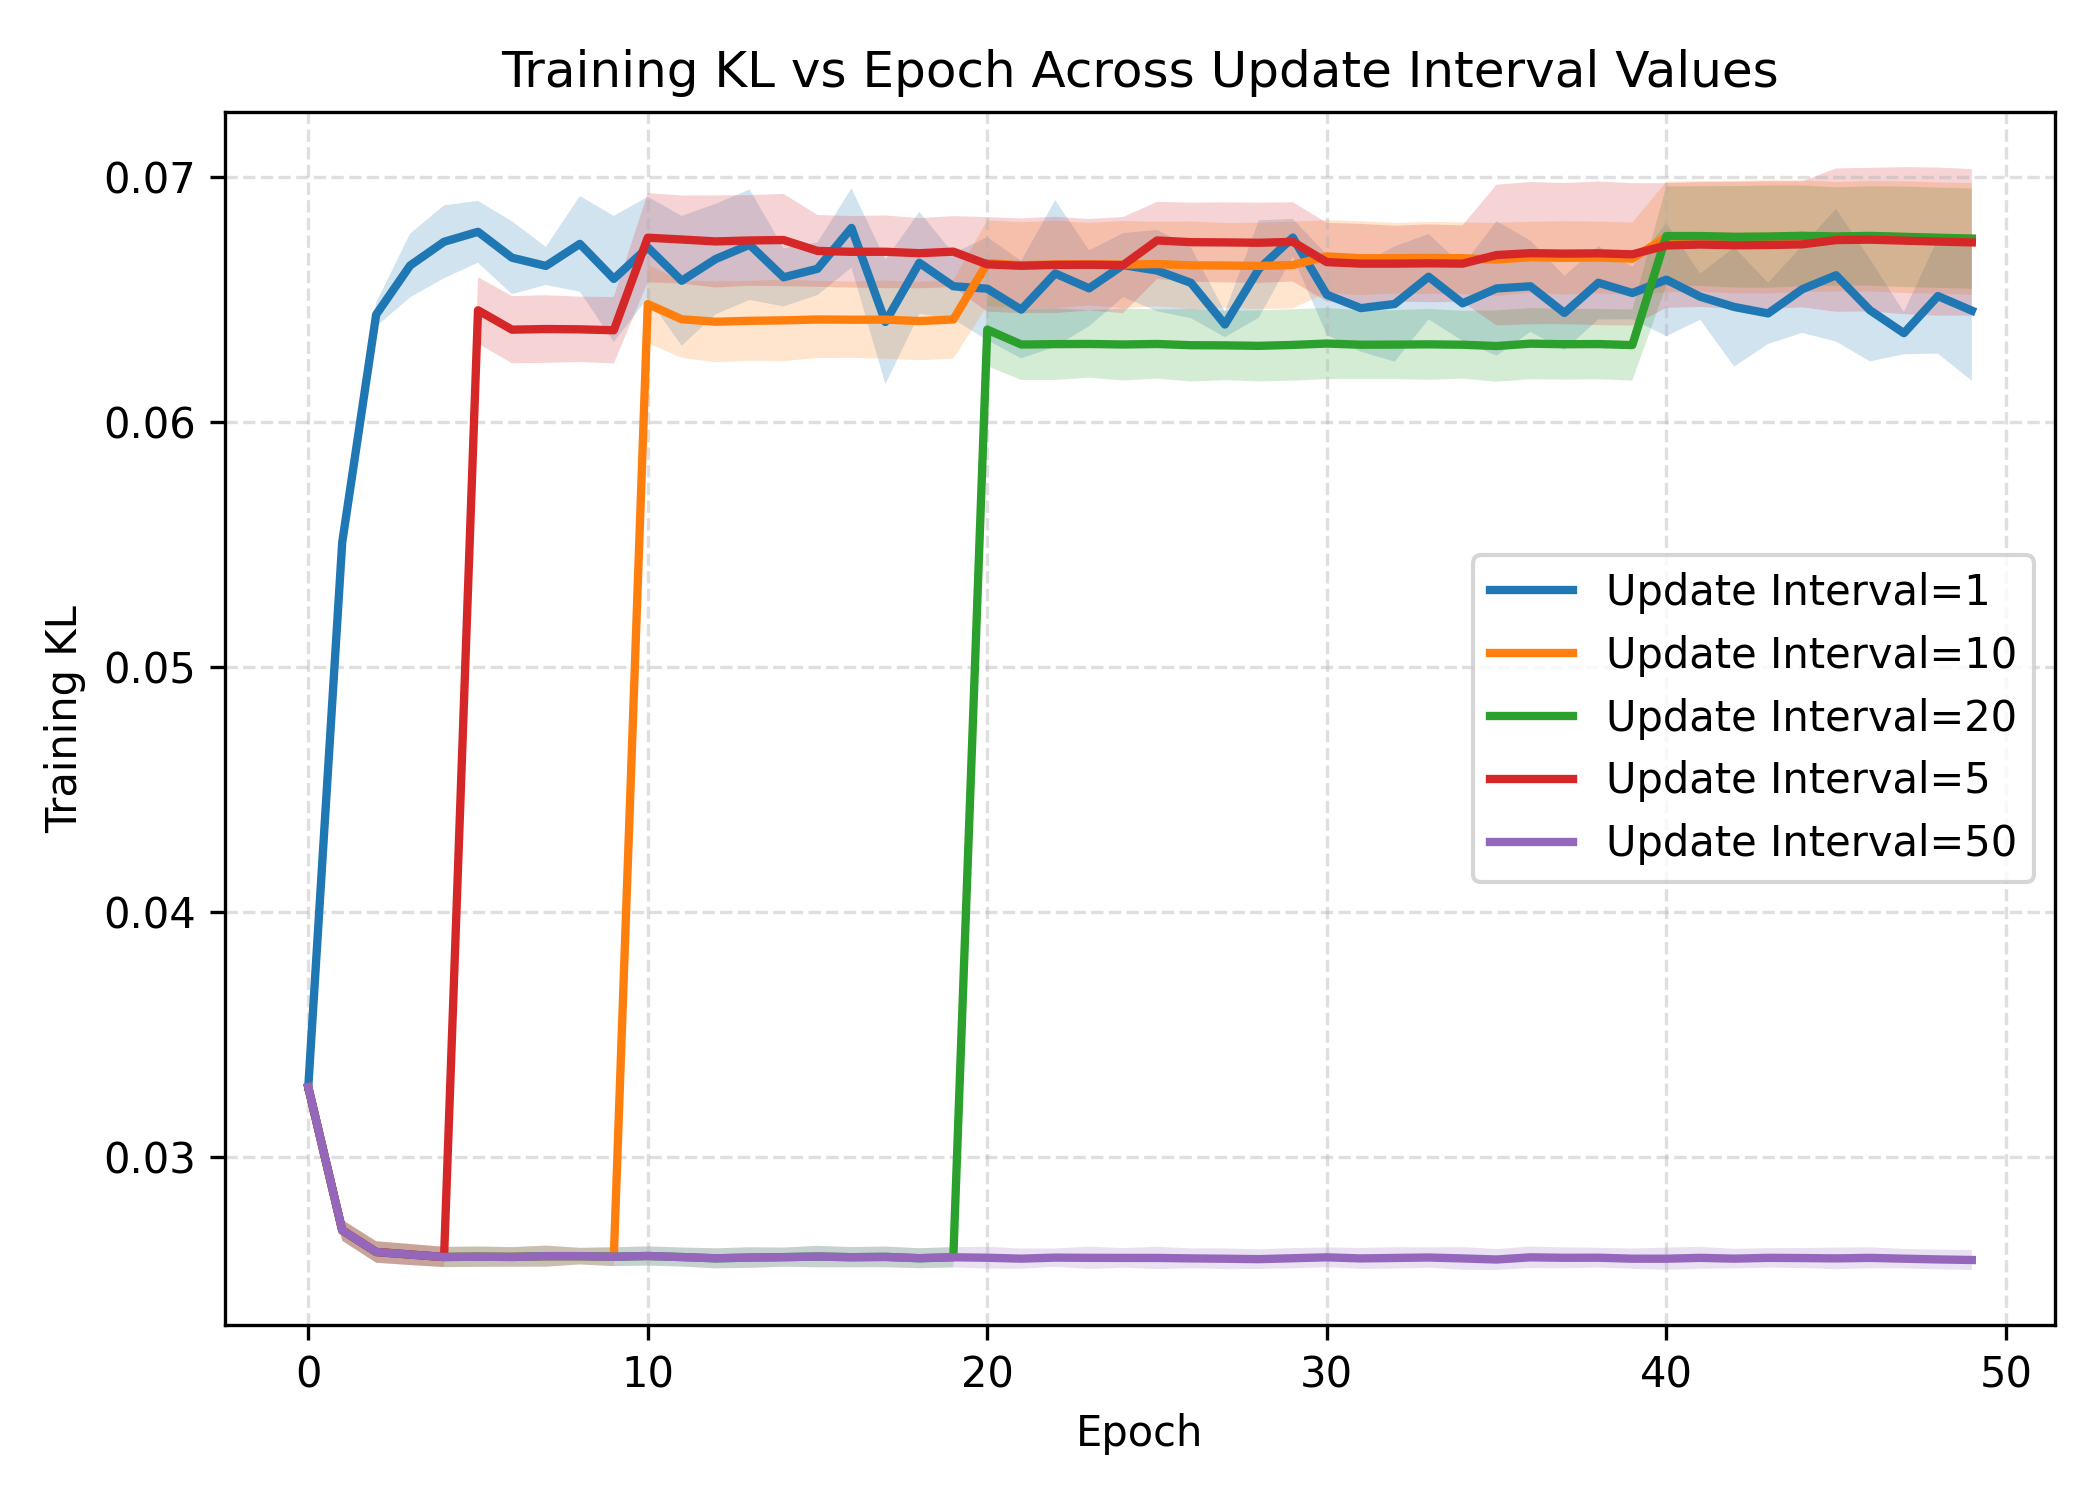 Training KL vs Epoch Across Update Interval Values
Training KL
0.07
0.06
0.05
0.04
0.03
Update Interval=1
Update Interval=10
Update Interval=20
Update Interval=5
Update Interval=50
0 10 20 30 40 50
Epoch